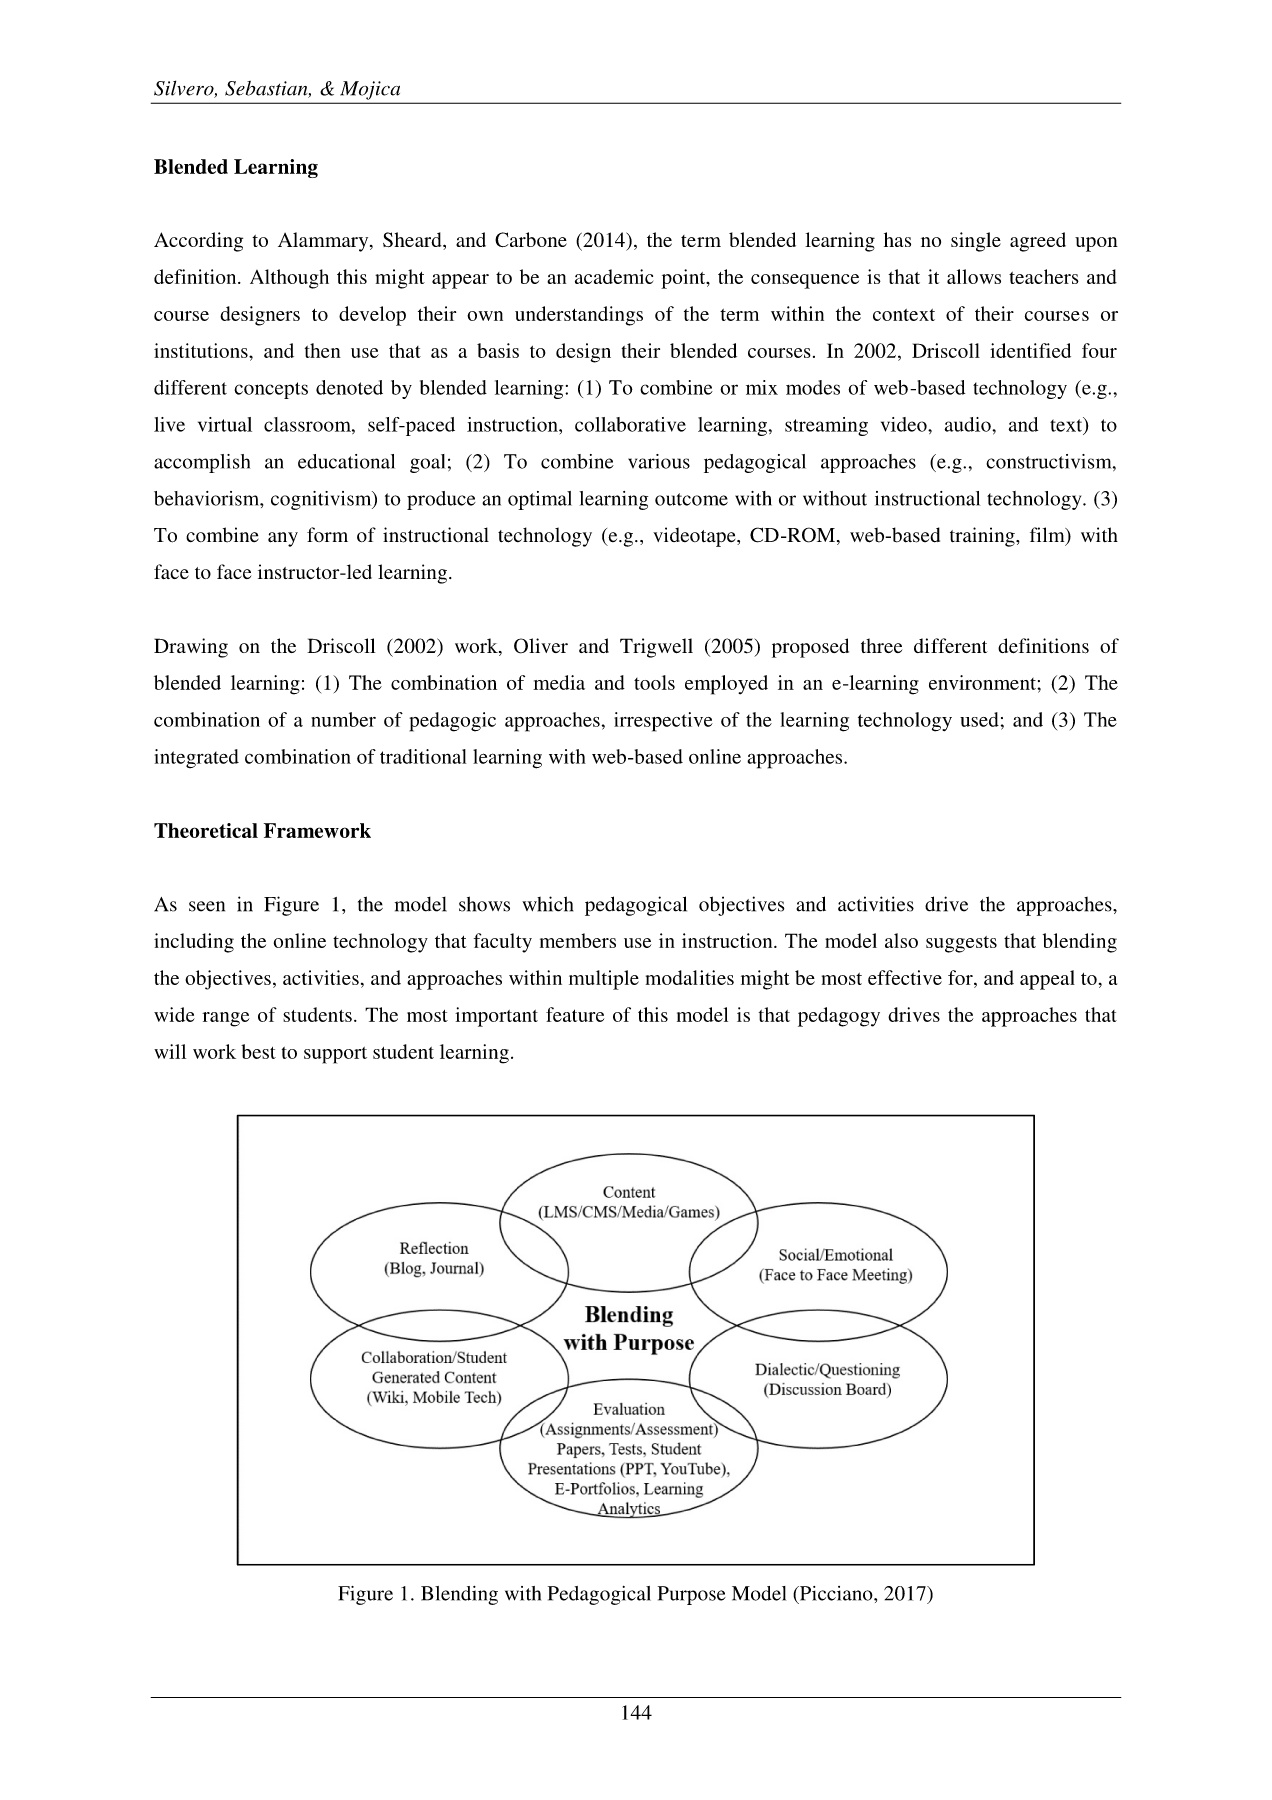 Silvero, Sebastian, & Mojica
Blended Learning
According to Alammary, Sheard, and Carbone (2014), the term blended learning has no single agreed upon
definition. Although this might appear to be an academic point, the consequence is that it allows teachers and
course designers to develop their own understandings of the term within the context of their courses or
institutions, and then use that as a basis to design their blended courses. In 2002, Driscoll identified four
different concepts denoted by blended learning: (1) To combine or mix modes of web-based technology (e.g.,
live virtual classroom, self-paced instruction, collaborative learning, streaming video, audio, and text) to
accomplish an educational goal; (2) To combine various pedagogical approaches (e.g., constructivism,
behaviorism, cognitivism) to produce an optimal learning outcome with or without instructional technology. (3)
To combine any form of instructional technology (e.g., videotape, CD-ROM, web-based training, film) with
face to face instructor-led learning.
Drawing on the Driscoll (2002) work, Oliver and Trigwell (2005) proposed three different definitions of
blended learning: (1) The combination of media and tools employed in an e-learning environment; (2) The
combination of a number of pedagogic approaches, irrespective of the learning technology used; and (3) The
integrated combination of traditional learning with web-based online approaches.
Theoretical Framework
As seen in Figure 1, the model shows which pedagogical objectives and activities drive the approaches,
including the online technology that faculty members use in instruction. The model also suggests that blending
the objectives, activities, and approaches within multiple modalities might be most effective for, and appeal to, a
wide range of students. The most important feature of this model is that pedagogy drives the approaches that
will work best to support student learning.
Content
(LMS/CMS/Media/Games)
Reflection
(Blog, Journal)
Social/Emotional
(Face to Face Meeting)
Blending
with Purpose
Collaboration/Student
Generated Content
(Wiki, Mobile Tech)
Dialectic/Questioning
(Discussion Board)
Evaluation
(Assignments/Assessment)
Papers, Tests, Student
Presentations (PPT, YouTube),
E-Portfolios, Learning
Analytics
Figure 1. Blending with Pedagogical Purpose Model (Picciano, 2017)
144